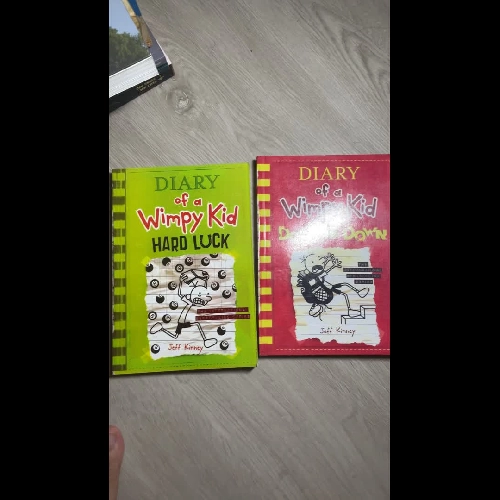 DIARY
of a
Wimpy Kid
HARD LUCK
Jeff Kinney
DIARY
of a
Wimpy Kid
DOWN
Jeff Kinney